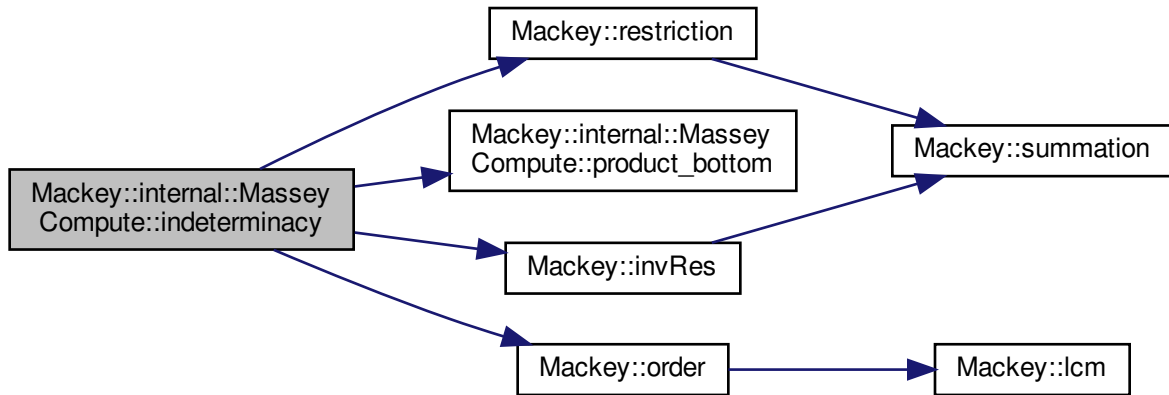 Mackey::internal::Massey
Compute::indeterminacy
Mackey::restriction
Mackey::internal::Massey
Compute::product_bottom
Mackey::invRes
Mackey::order
Mackey::summation
Mackey::lcm